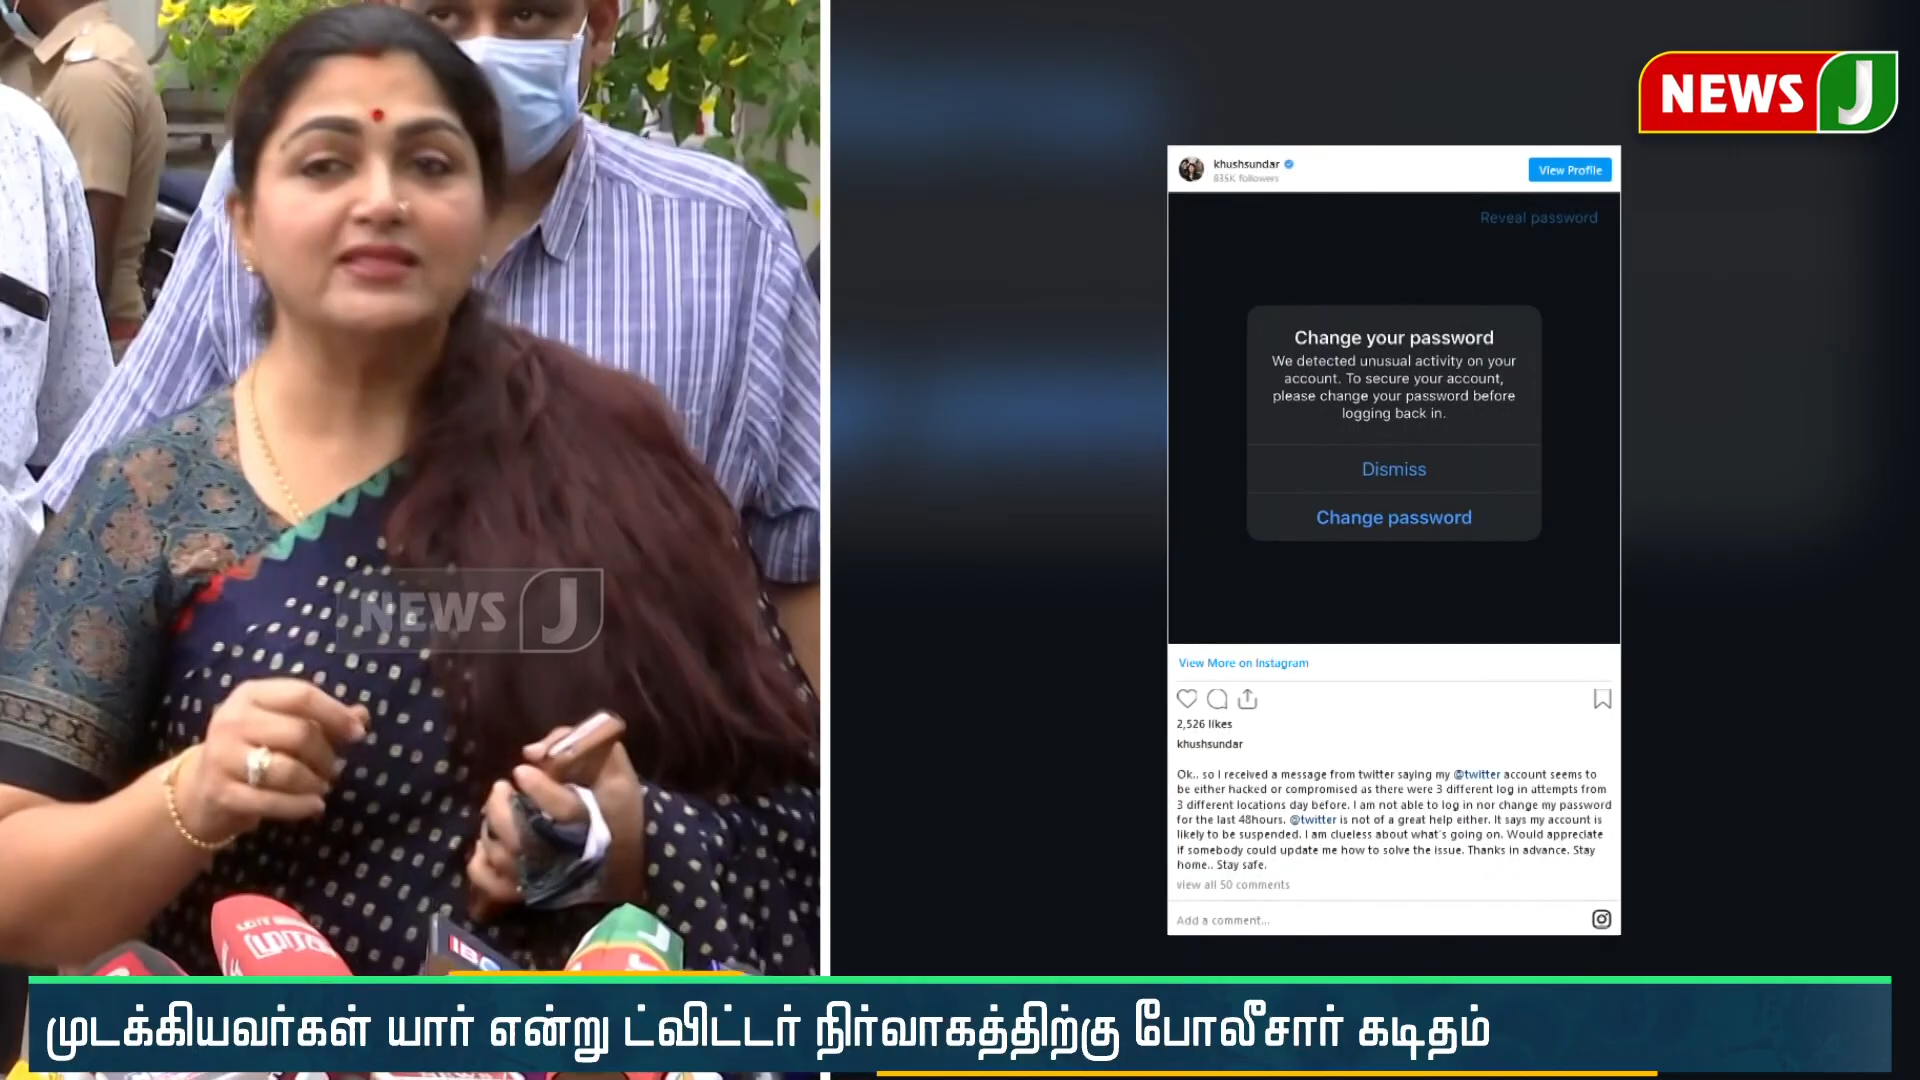 NEWS J
khushsundar
835K followers
View Profile
Reveal password
Change your password
We detected unusual activity on your
account. To secure your account,
please change your password before
logging back in.
Dismiss
Change password
View More on Instagram
2,526 likes
khushsundar
Ok.. so I received a message from twitter saying my @twitter account seems to
be either hacked or compromised as there were 3 different log in attempts from
3 different locations day before. I am not able to log in nor change my password
for the last 48hours. @twitter is not of a great help either. It says my account is
likely to be suspended. I am clueless about what's going on. Would appreciate
if somebody could update me how to solve the issue. Thanks in advance. Stay
home.. Stay safe.
view all 50 comments
Add a comment...
NEWS J
முடக்கியவர்கள் யார் என்று ட்விட்டர் நிர்வாகத்திற்கு போலீசார் கடிதம்